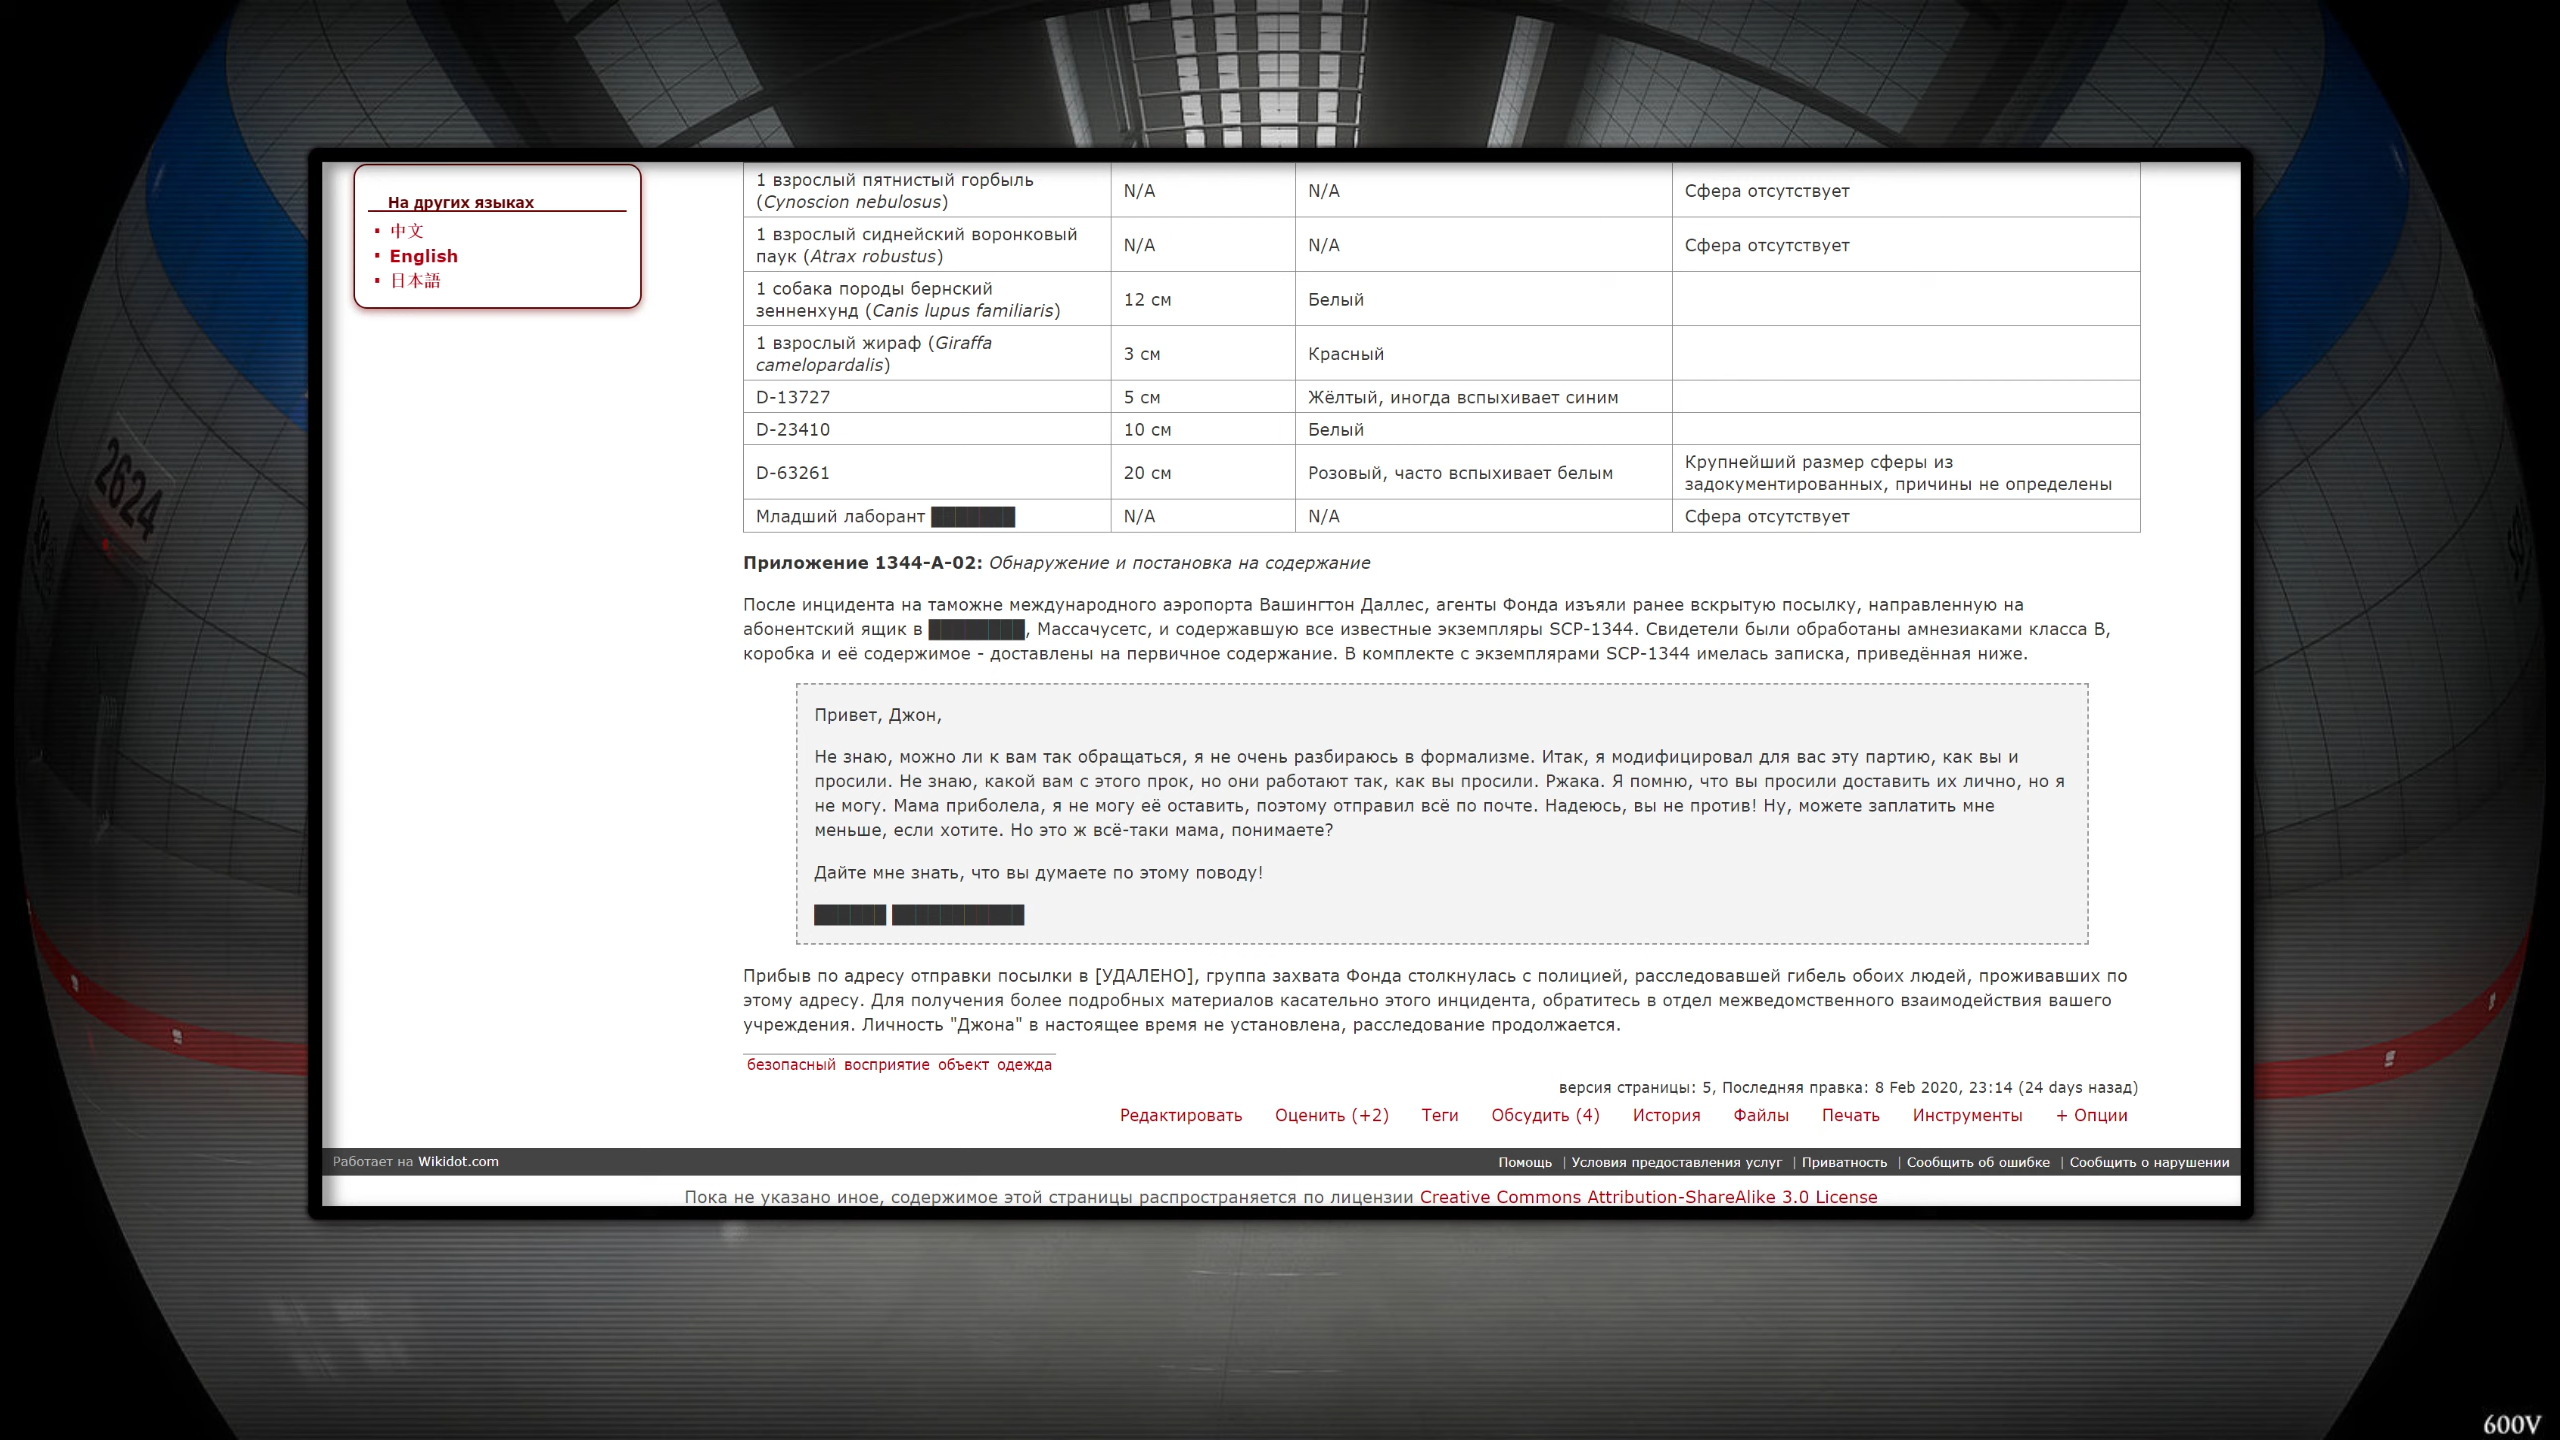 На других языках
中文
English
日本語
1 взрослый пятнистый горбыль
(Cynoscion nebulosus)
N/A
N/A
Сфера отсутствует
1 взрослый сиднейский воронковый
паук (Atrax robustus)
N/A
N/A
Сфера отсутствует
1 собака породы бернский
зенненхунд (Canis lupus familiaris)
12 см
Белый
1 взрослый жираф (Giraffa
camelopardalis)
3 см
Красный
D-13727
5 см
Жёлтый, иногда вспыхивает синим
D-23410
10 см
Белый
D-63261
20 см
Розовый, часто вспыхивает белым
Крупнейший размер сферы из
задокументированных, причины не определены
Младший лаборант ███████
N/A
N/A
Сфера отсутствует
Приложение 1344-A-02: Обнаружение и постановка на содержание
После инцидента на таможне международного аэропорта Вашингтон Даллес, агенты Фонда изъяли ранее вскрытую посылку, направленную на
абонентский ящик в ████████, Массачусетс, и содержавшую все известные экземпляры SCP-1344. Свидетели были обработаны амнезиаками класса B,
коробка и её содержимое - доставлены на первичное содержание. В комплекте с экземплярами SCP-1344 имелась записка, приведённая ниже.
Привет, Джон,
Не знаю, можно ли к вам так обращаться, я не очень разбираюсь в формализме. Итак, я модифицировал для вас эту партию, как вы и
просили. Не знаю, какой вам с этого прок, но они работают так, как вы просили. Ржака. Я помню, что вы просили доставить их лично, но я
не могу. Мама приболела, я не могу её оставить, поэтому отправил всё по почте. Надеюсь, вы не против! Ну, можете заплатить мне
меньше, если хотите. Но это ж всё-таки мама, понимаете?
Дайте мне знать, что вы думаете по этому поводу!
██████ ███████████
Прибыв по адресу отправки посылки в [УДАЛЕНО], группа захвата Фонда столкнулась с полицией, расследовавшей гибель обоих людей, проживавших по
этому адресу. Для получения более подробных материалов касательно этого инцидента, обратитесь в отдел межведомственного взаимодействия вашего
учреждения. Личность "Джона" в настоящее время не установлена, расследование продолжается.
безопасный восприятие объект одежда
версия страницы: 5, Последняя правка: 8 Feb 2020, 23:14 (24 days назад)
Редактировать Оценить (+2) Теги Обсудить (4) История Файлы Печать Инструменты + Опции
Работает на Wikidot.com
Помощь | Условия предоставления услуг | Приватность | Сообщить об ошибке | Сообщить о нарушении
Пока не указано иное, содержимое этой страницы распространяется по лицензии Creative Commons Attribution-ShareAlike 3.0 License
2624
600V